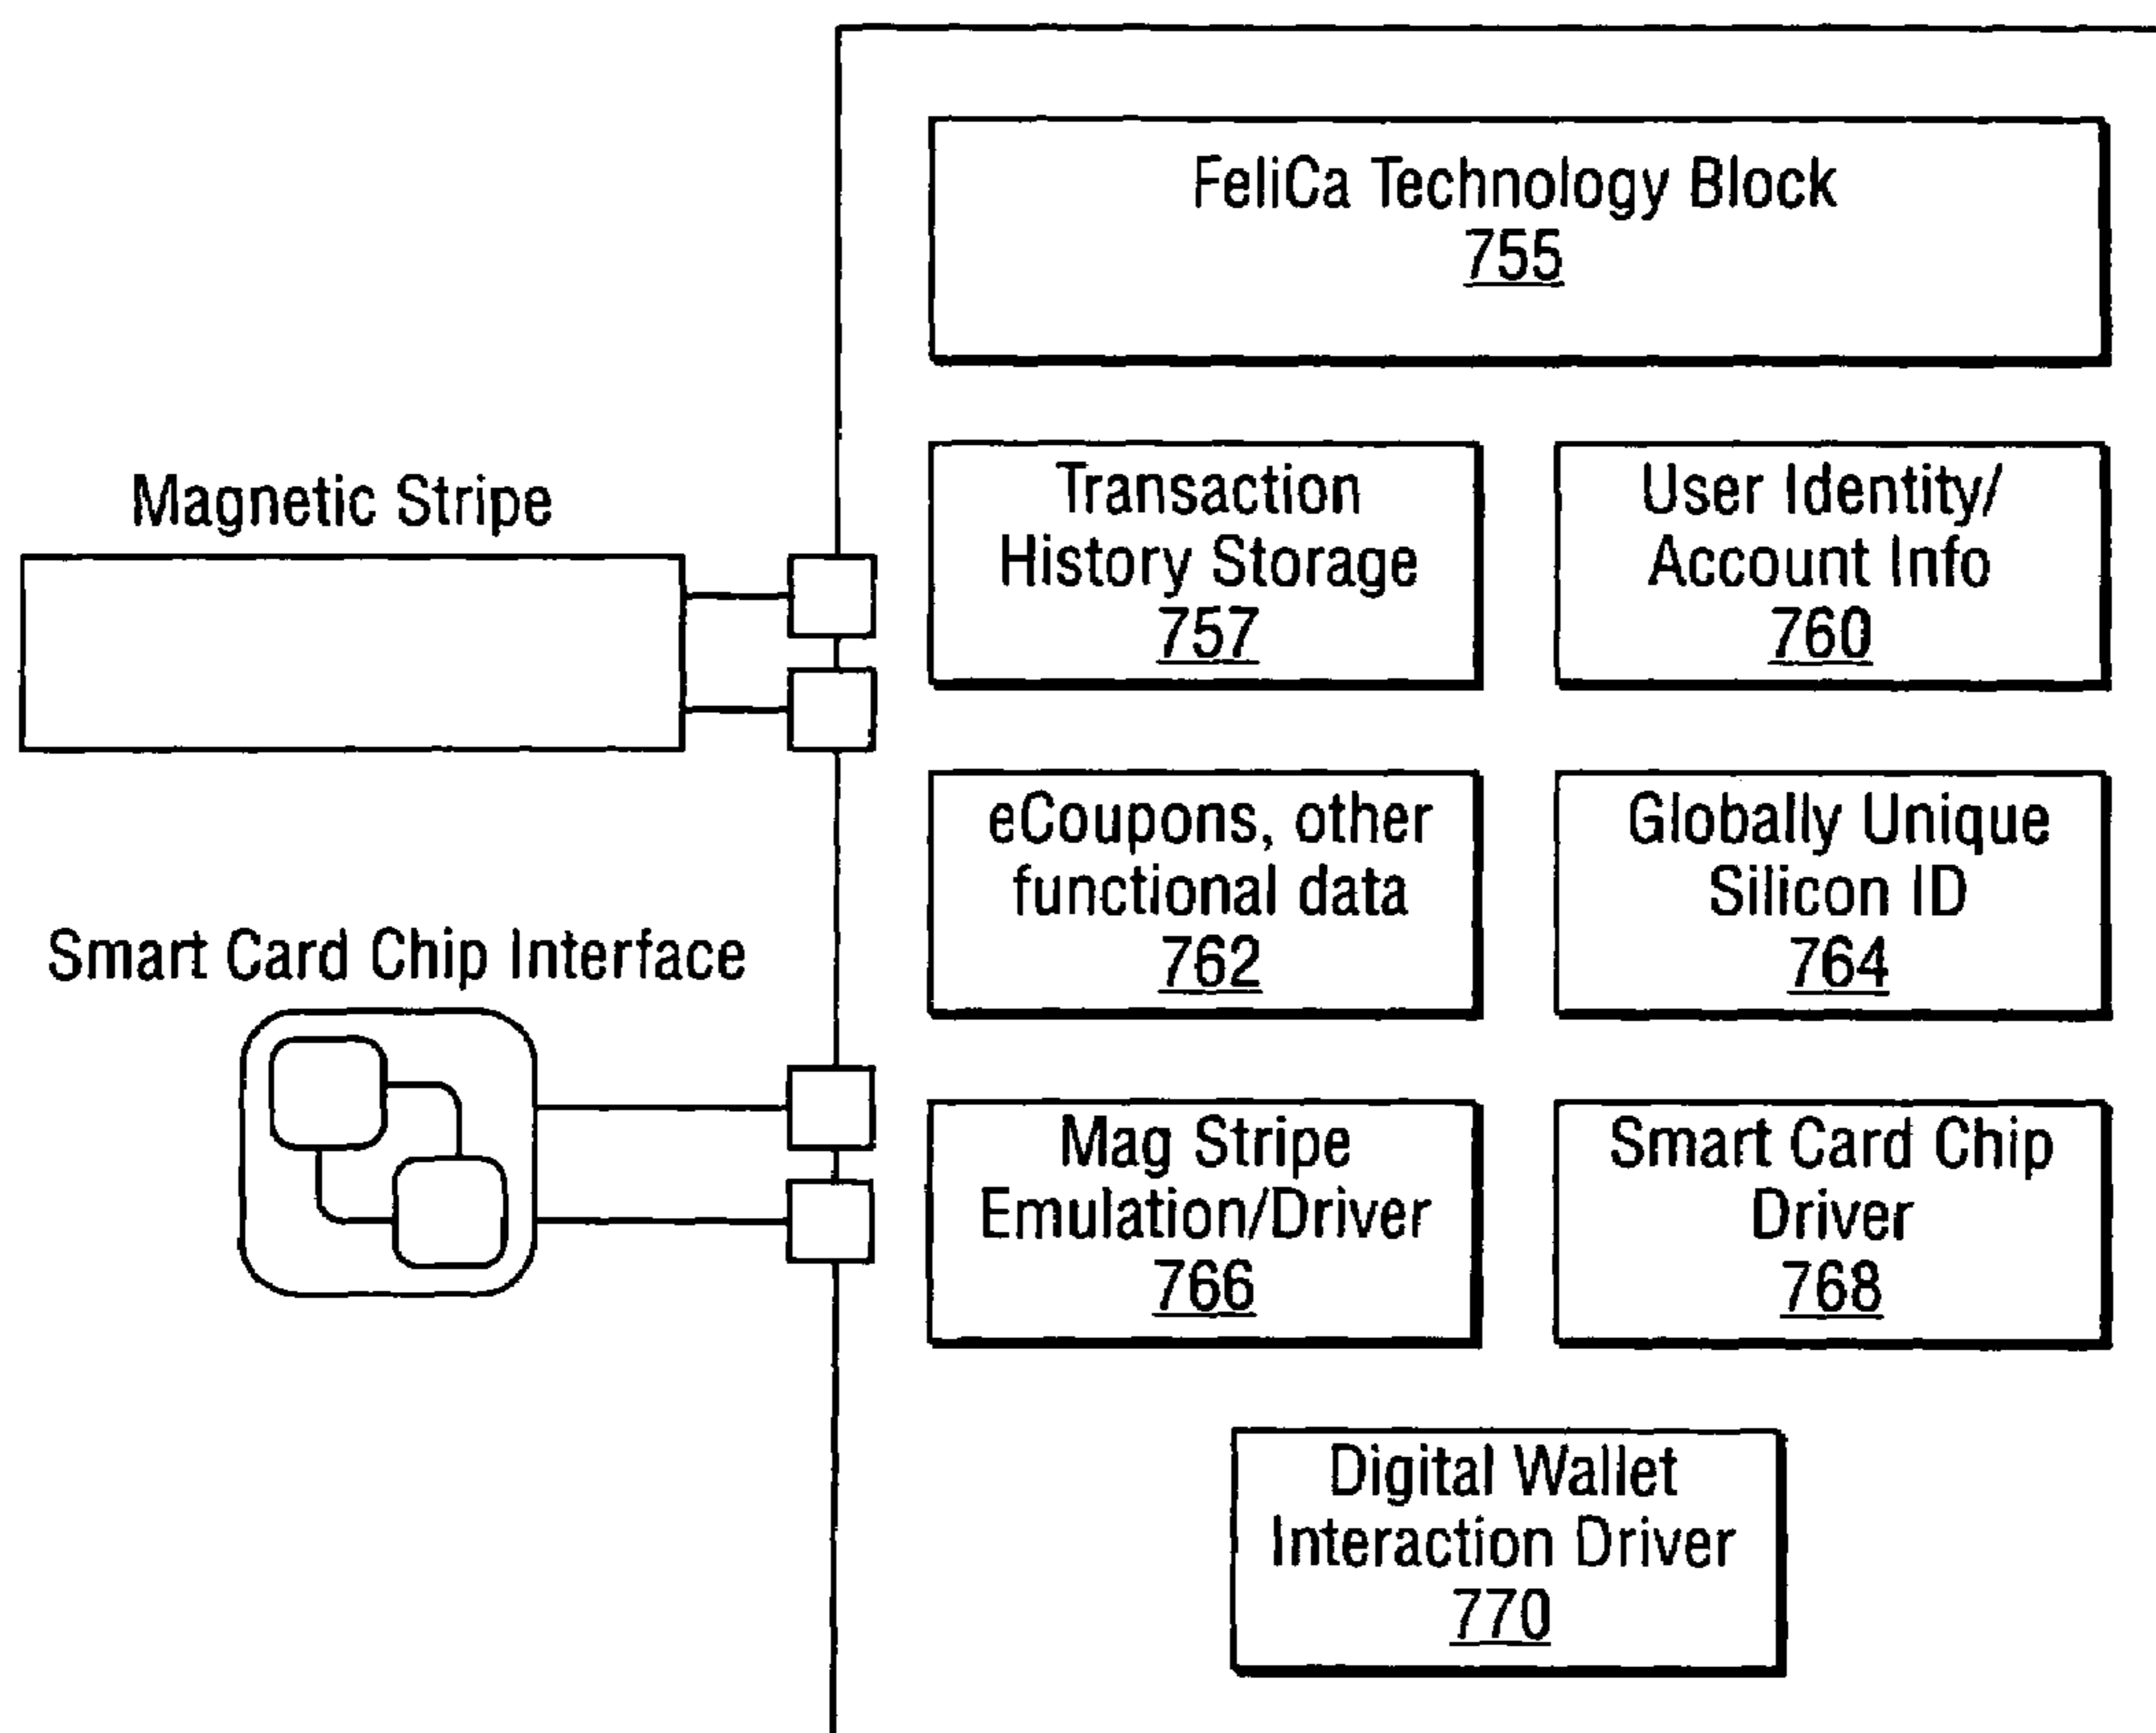 FeliCa Technology Block
755
Magnetic Stripe
Transaction
History Storage
757
User Identity/
Account Info
760
eCoupons, other
functional data
762
Globally Unique
Silicon ID
764
Smart Card Chip Interface
Mag Stripe
Emulation/Driver
766
Smart Card Chip
Driver
768
Digital Wallet
Interaction Driver
770